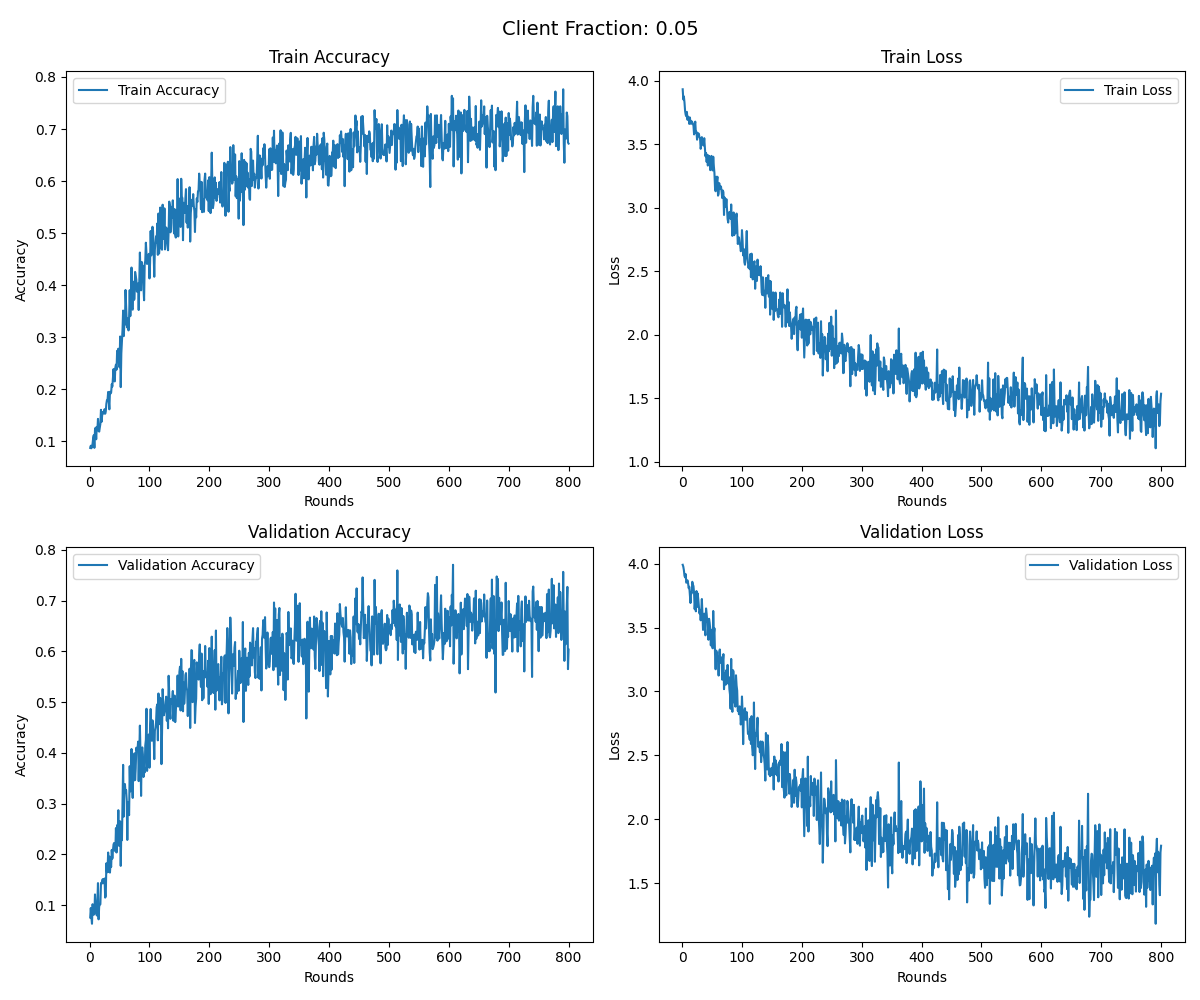 Client Fraction: 0.05
Train Accuracy
Train Accuracy
0.8
0.7
0.6
0.5
0.4
0.3
0.2
0.1
Accuracy
0 100 200 300 400 500 600 700 800
Rounds
Train Loss
Train Loss
4.0
3.5
3.0
2.5
2.0
1.5
1.0
Loss
0 100 200 300 400 500 600 700 800
Rounds
Validation Accuracy
Validation Accuracy
0.8
0.7
0.6
0.5
0.4
0.3
0.2
0.1
Accuracy
0 100 200 300 400 500 600 700 800
Rounds
Validation Loss
Validation Loss
4.0
3.5
3.0
2.5
2.0
1.5
Loss
0 100 200 300 400 500 600 700 800
Rounds